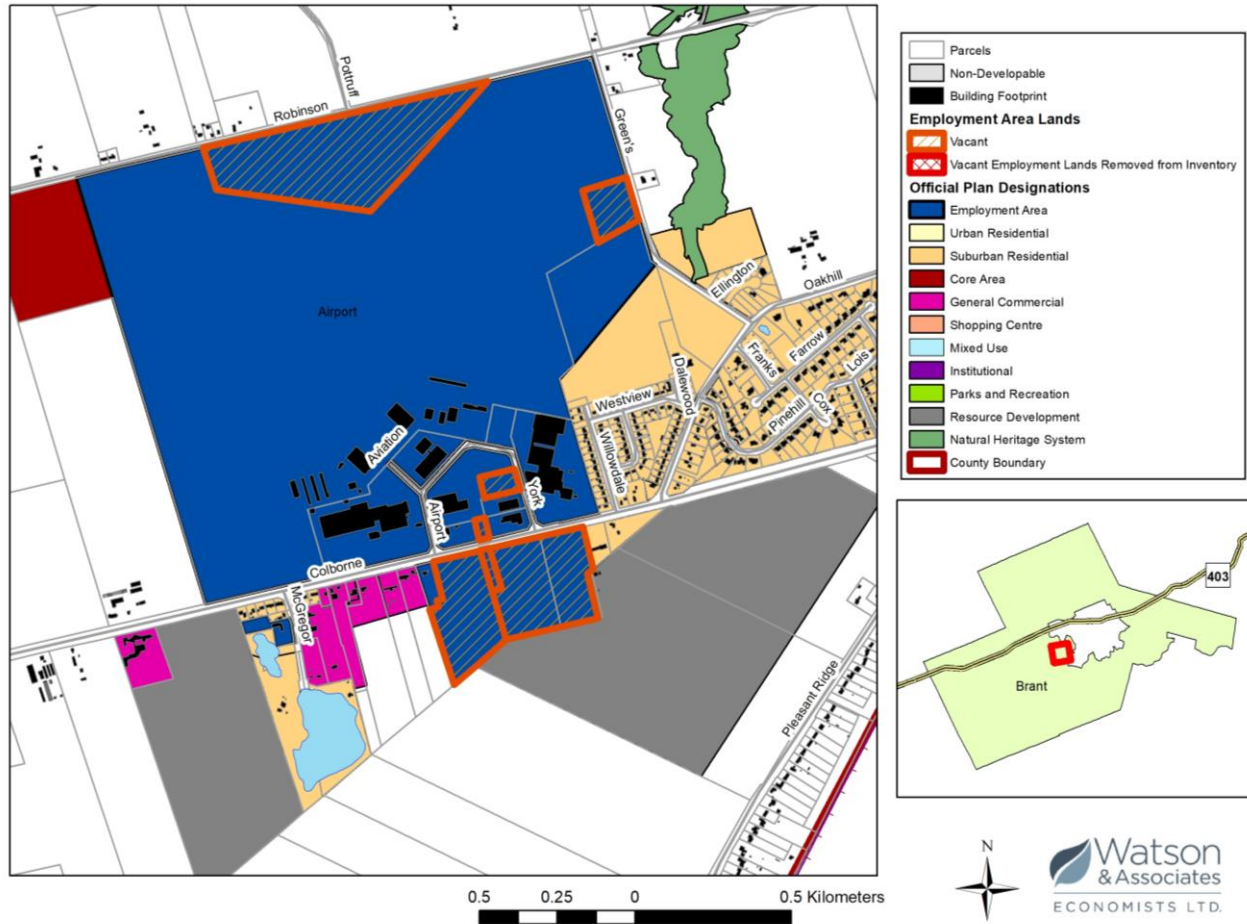 Robinson
Pottruff
Green's
Airport
Ellington
Oakhill
Farrow
Franks
Lois
Cox
Pinehill
Dalewood
Westview
Willowdale
Aviation
Airport
York
Colborne
McGregor
Pleasant Ridge
Parcels
Non-Developable
Building Footprint
Employment Area Lands
Vacant
Vacant Employment Lands Removed from Inventory
Official Plan Designations
Employment Area
Urban Residential
Suburban Residential
Core Area
General Commercial
Shopping Centre
Mixed Use
Institutional
Parks and Recreation
Resource Development
Natural Heritage System
County Boundary
403
Brant
0.5 0.25 0 0.5 Kilometers
N
Watson
& Associates
ECONOMISTS LTD.